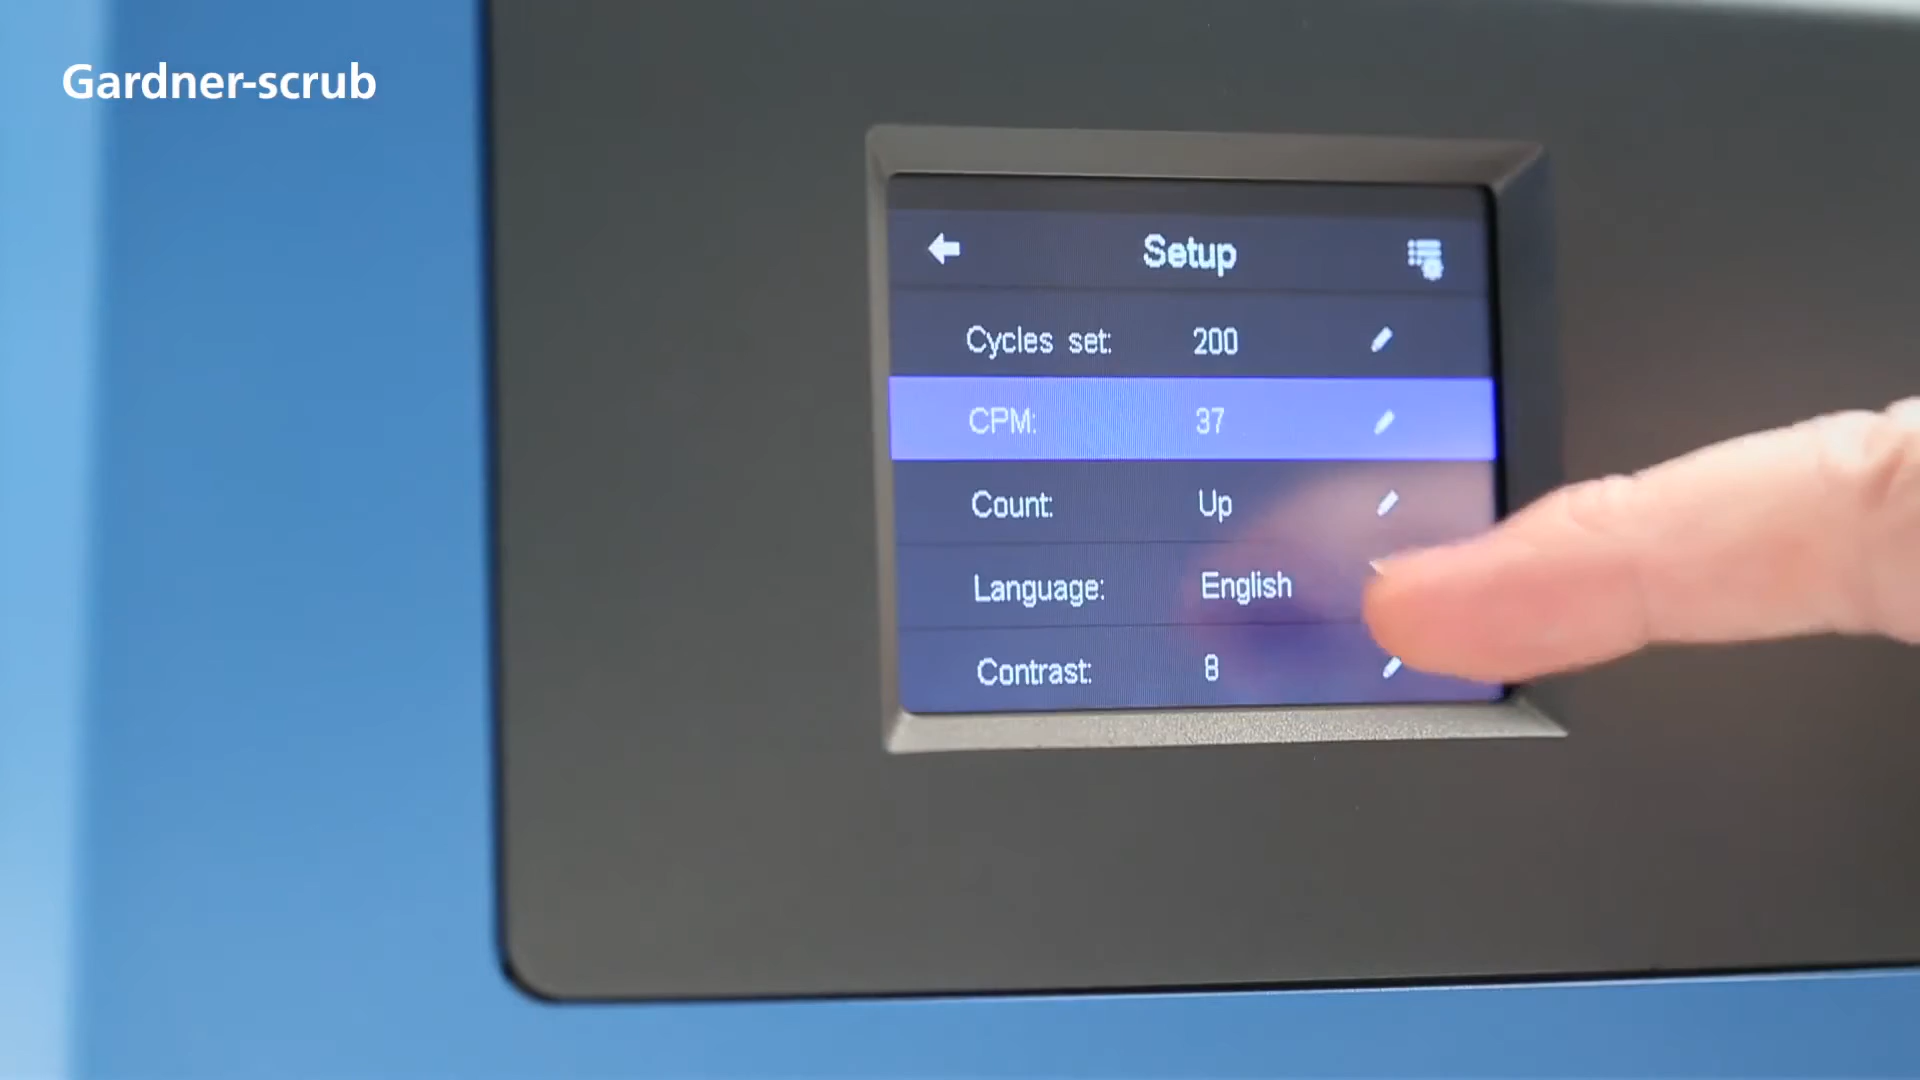 Gardner-scrub
Setup
Cycles set: 200
CPM: 37
Count: Up
Language: English
Contrast: 8